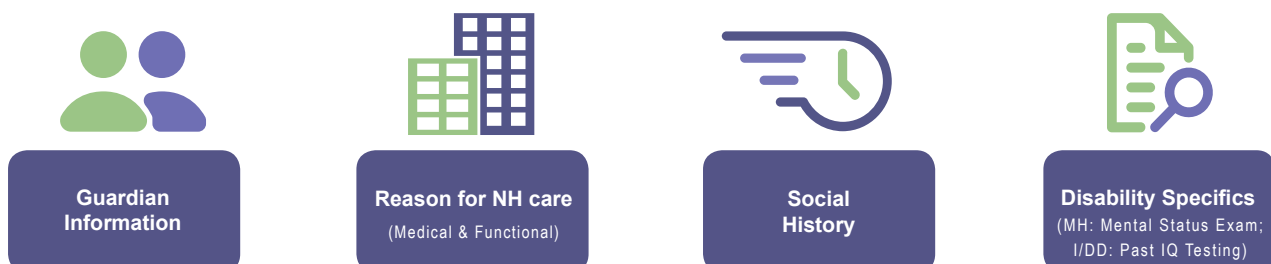 Guardian
Information
Reason for NH care
(Medical & Functional)
Social
History
Disability Specifics
(MH: Mental Status Exam;
I/DD: Past IQ Testing)